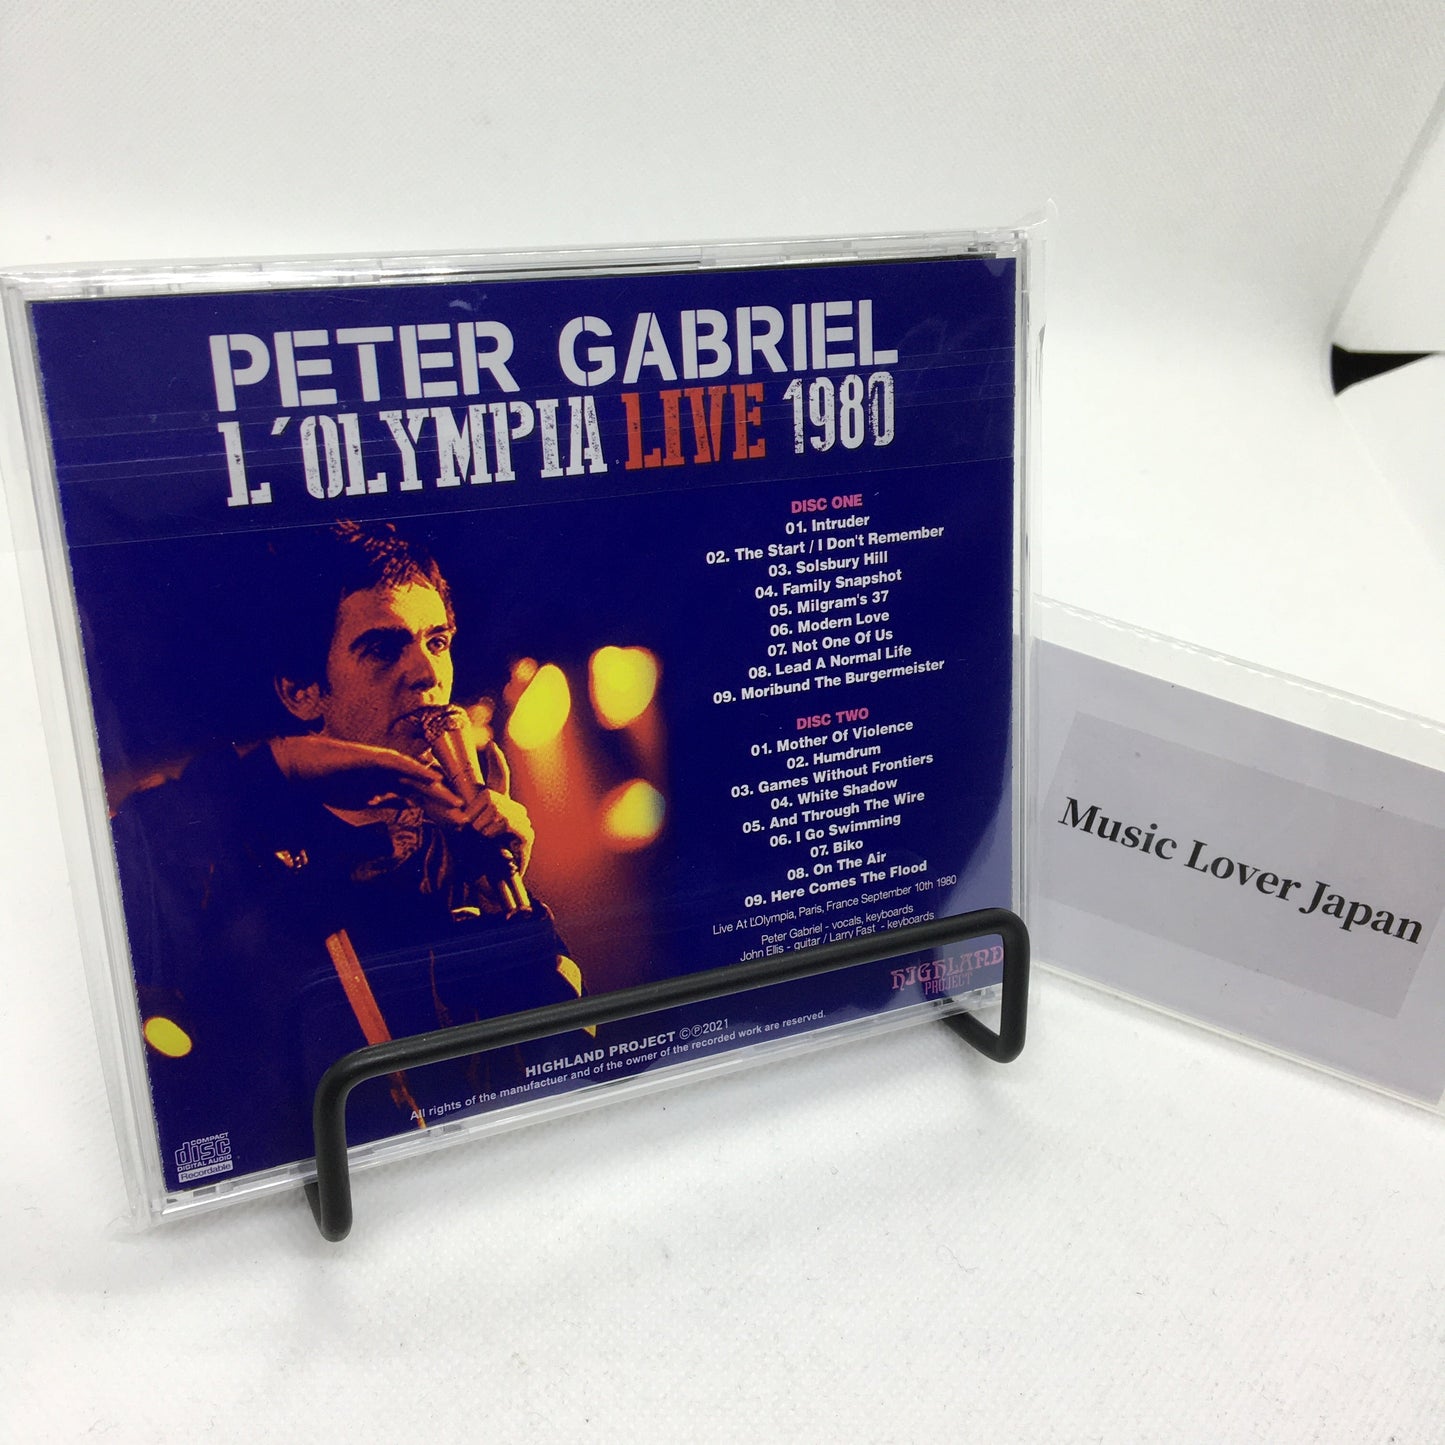 PETER GABRIEL
L'OLYMPIA LIVE 1980
DISC ONE
01. Intruder
02. The Start / I Don't Remember
03. Solsbury Hill
04. Family Snapshot
05. Milgram's 37
06. Modern Love
07. Not One Of Us
08. Lead A Normal Life
09. Moribund The Burgermeister
DISC TWO
01. Mother Of Violence
02. Humdrum
03. Games Without Frontiers
04. White Shadow
05. And Through The Wire
06. I Go Swimming
07. Biko
08. On The Air
09. Here Comes The Flood
Live At L'Olympia, Paris, France September 10th 1980
Peter Gabriel - vocals, keyboards
John Ellis - guitar / Larry Fast - keyboards
HIGHLAND
PROJECT
HIGHLAND PROJECT ©℗2021
All rights of the manufactuer and of the owner of the recorded work are reserved.
COMPACT
disc
DIGITAL AUDIO
Recordable
Music Lover Japan